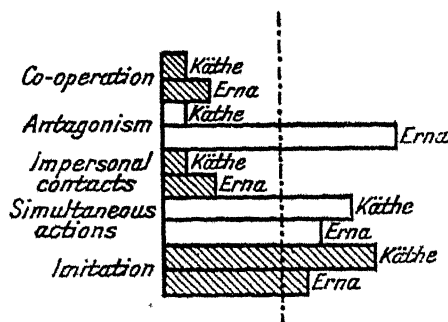 Co-operation
Käthe
Erna
Antagonism
Käthe
Erna
Impersonal
contacts
Käthe
Erna
Simultaneous
actions
Käthe
Erna
Imitation
Käthe
Erna